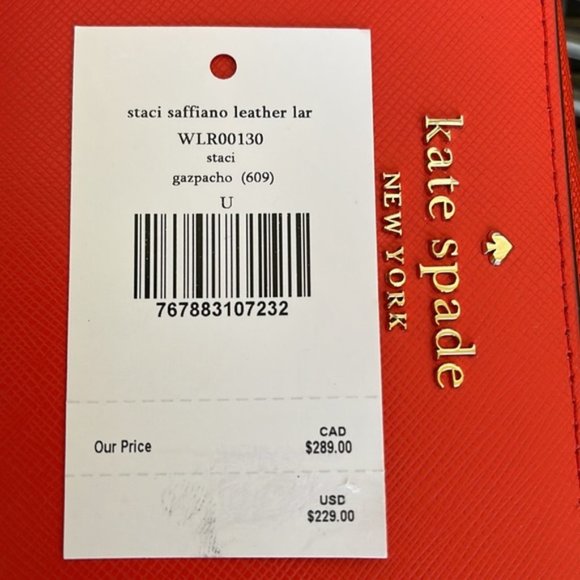 staci saffiano leather lar
WLR00130
staci
gazpacho (609)
U
767883107232
Our Price
CAD
$289.00
USD
$229.00
kate spade
NEW YORK